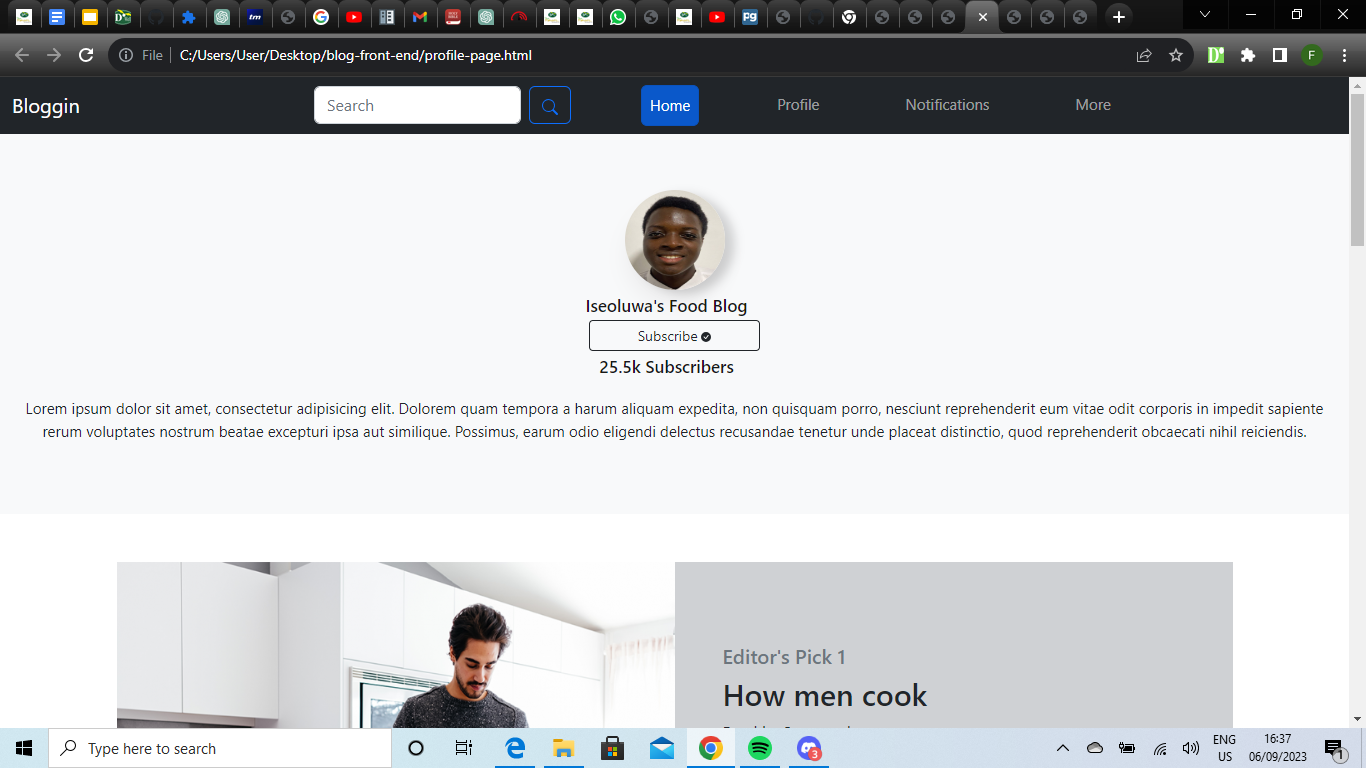 File
C:/Users/User/Desktop/blog-front-end/profile-page.html
F
Bloggin
Search
Home
Profile
Notifications
More
Iseoluwa's Food Blog
Subscribe
25.5k Subscribers
Lorem ipsum dolor sit amet, consectetur adipisicing elit. Dolorem quam tempora a harum aliquam expedita, non quisquam porro, nesciunt reprehenderit eum vitae odit corporis in impedit sapiente
rerum voluptates nostrum beatae excepturi ipsa aut similique. Possimus, earum odio eligendi delectus recusandae tenetur unde placeat distinctio, quod reprehenderit obcaecati nihil reiciendis.
Editor's Pick 1
How men cook
Type here to search
3
ENG
US
16:37
06/09/2023
1